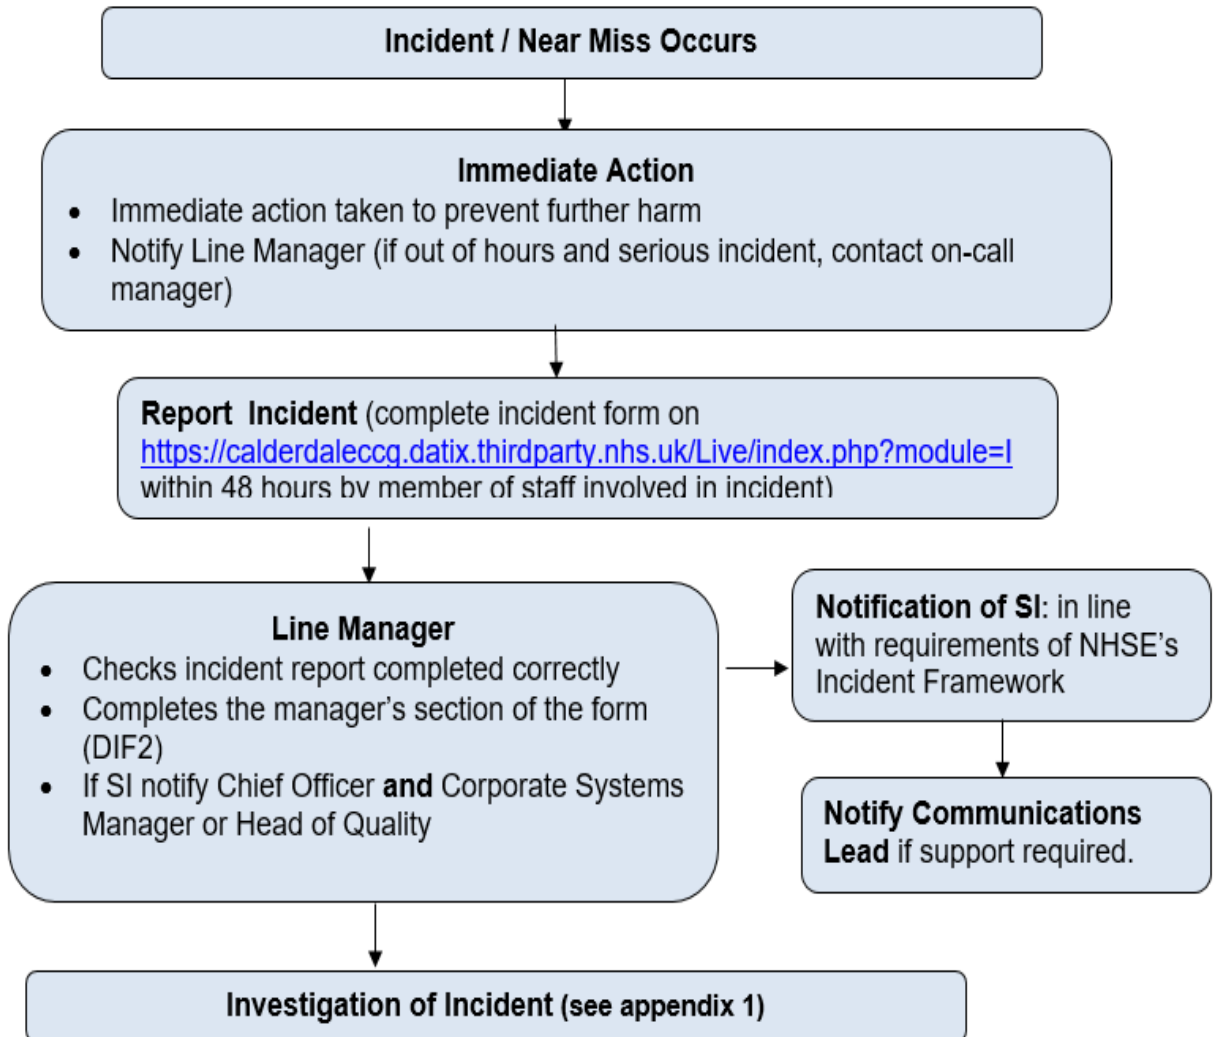 Incident / Near Miss Occurs
Immediate Action
• Immediate action taken to prevent further harm
• Notify Line Manager (if out of hours and serious incident, contact on-call
manager)
Report Incident (complete incident form on
https://calderdaleccg.datix.thirdparty.nhs.uk/Live/index.php?module=I
within 48 hours by member of staff involved in incident)
Line Manager
• Checks incident report completed correctly
• Completes the manager's section of the form
(DIF2)
• If SI notify Chief Officer and Corporate Systems
Manager or Head of Quality
Notification of SI: in line
with requirements of NHSE's
Incident Framework
Notify Communications
Lead if support required.
Investigation of Incident (see appendix 1)